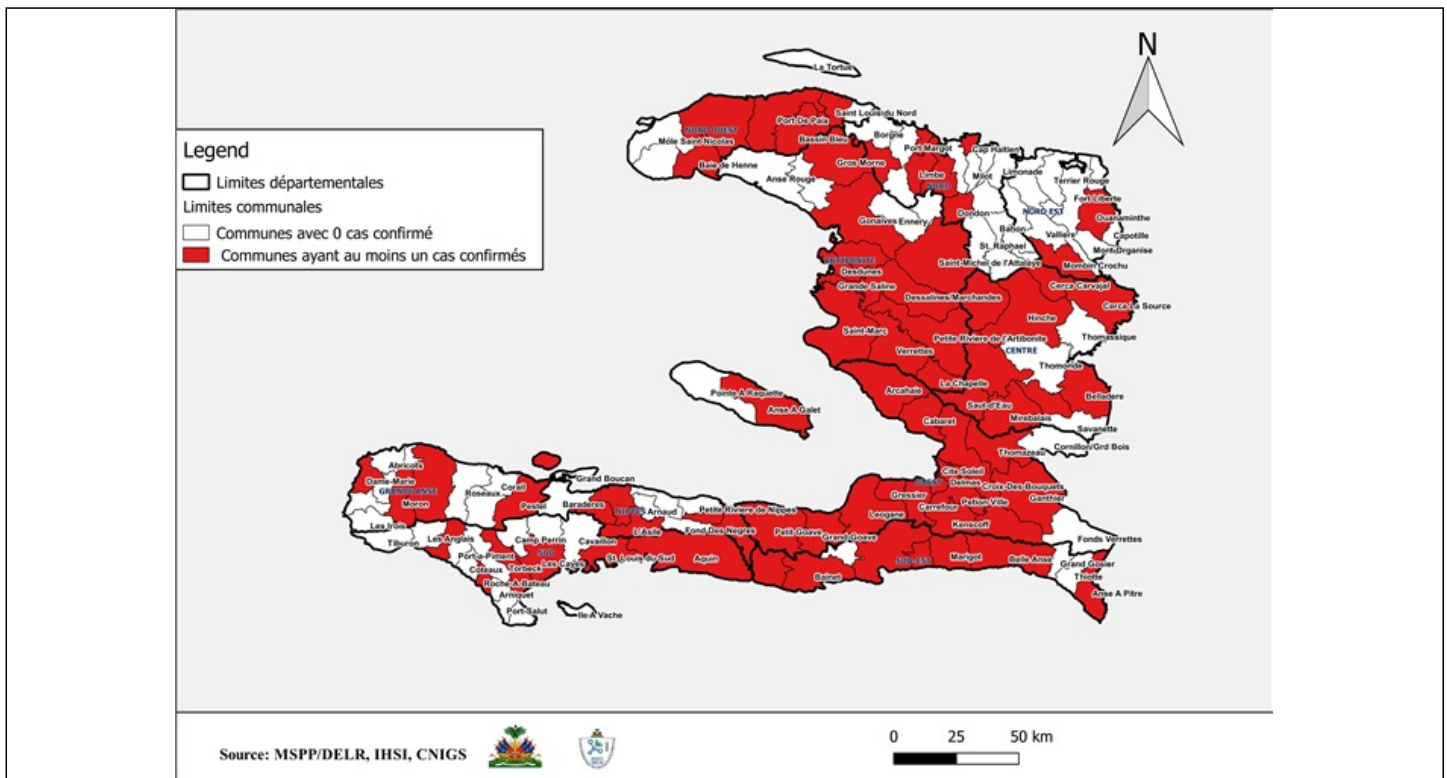 N
La Tortue
Saint Louis du Nord
Port De Paix
NORD OUEST
Borgne
Môle Saint Nicolas
Bassin Bleu
Port Margot
Cap Haitien
Baie de Henne
Gros Morne
Limbe
Milot
Limonade
Terrier Rouge
Anse Rouge
NORD
Fort Liberte
Gonaives
Ennery
Dondon
NORD EST
Ouanaminthe
Bahon
Valliere
Capotille
St. Raphael
Mont-Organise
Saint-Michel de l'Attalaye
Mombin Crochu
ARTIBONITE
Desdunes
Grande Saline
Cerca Carvajal
Dessalines/Marchandes
Cerca La Source
Hinche
Saint-Marc
Petite Riviere de l'Artibonite
Thomassique
Verrettes
CENTRE
Thomonde
La Chapelle
Arcahaie
Belladere
Pointe A Raquette
Saut-d'Eau
Anse A Galet
Mirebalais
Cabaret
Savanette
Cornillon/Grd Bois
Thomazeau
Abricots
Cite Soleil
Grand Boucan
Dame-Marie
Corail
Delmas
Croix-Des-Bouquets
GRANDE ANSE
Roseaux
OUEST
Moron
Pestel
Baraderes
Gressier
Ganthier
Petion Ville
NIPPES
Arnaud
Petite Riviere de Nippes
Leogane
Carrefour
Les Irois
L'Asile
Fond Des Negres
Petit Goave
Kenscoff
Tiburon
Les Anglais
Camp Perrin
Cavaillon
Grand Goave
Fonds Verrettes
Port-a-Piment
SUD
St. Louis du Sud
Aquin
SUD-EST
Marigot
Belle Anse
Coteaux
Torbeck
Les Cayes
Grand Gosier
Roche-A-Bateau
Bainet
Thiotte
Arniquet
Anse A Pitre
Port-Salut
Ile A Vache
Legend
Limites départementales
Limites communales
Communes avec 0 cas confirmé
Communes ayant au moins un cas confirmés
Source: MSPP/DELR, IHSI, CNIGS
0 25 50 km